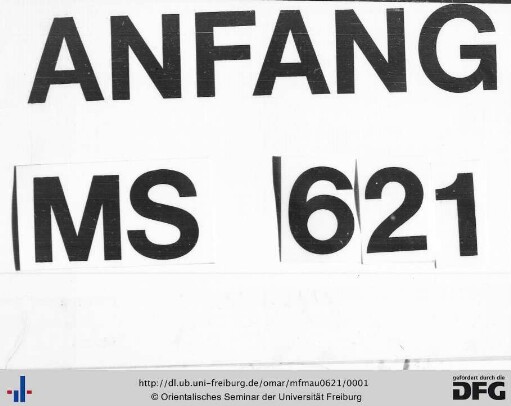 ANFANG
MS 621
http://dl.ub.uni-freiburg.de/omar/mfmau0621/0001
© Orientalisches Seminar der Universität Freiburg
gefördert durch die
DFG